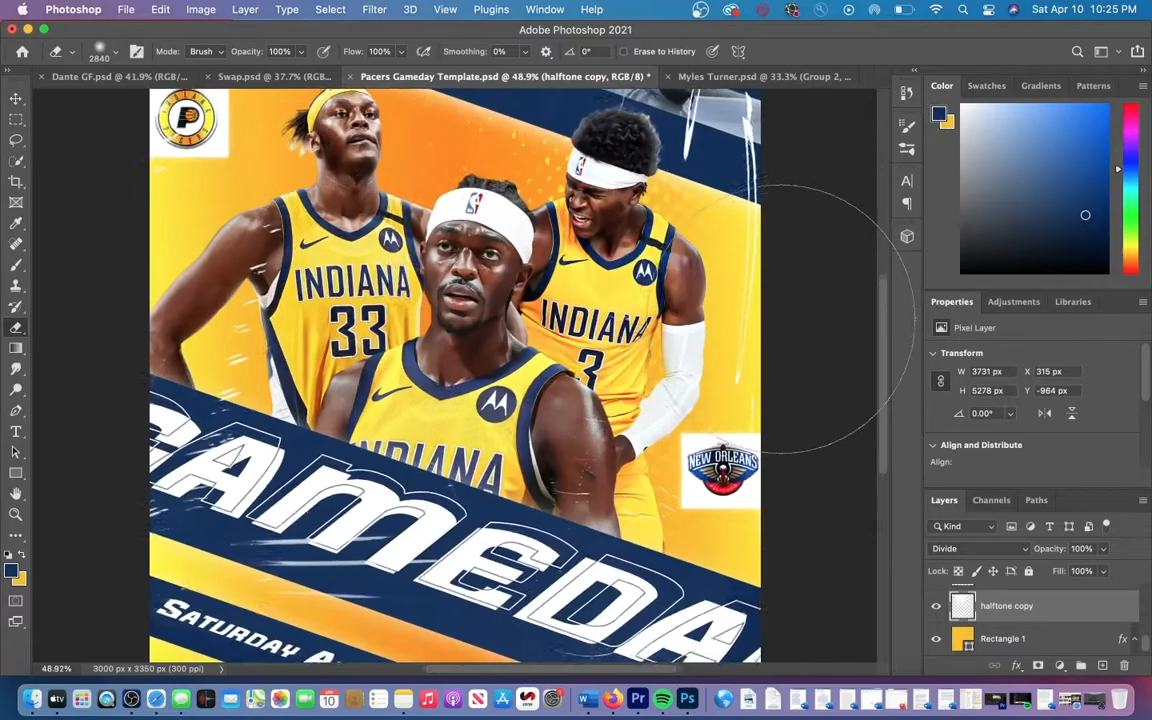 Photoshop File Edit Image Layer Type Select Filter 3D View Plugins Window Help Sat Apr 10 10:25 PM
Adobe Photoshop 2021
2840 Mode: Brush Opacity: 100% Flow: 100% Smoothing: 0% 0° Erase to History
Dante GF.psd @ 41.9% (RGB/... Swap.psd @ 37.7% (RGB... Pacers Gameday Template.psd @ 48.9% (halftone copy, RGB/8) * Myles Turner.psd @ 33.3% (Group 2, ...
Color Swatches Gradients Patterns
Properties Adjustments Libraries
Pixel Layer
Transform
W 3731 px X 315 px
H 5278 px Y -964 px
0.00°
Align and Distribute
Align:
Layers Channels Paths
Kind
Divide Opacity: 100%
Lock: Fill: 100%
halftone copy
Rectangle 1 fx
INDIANA
33
INDIANA
3
INDIANA
NEW ORLEANS
GAMEDA
SATURDAY A
48.92% 3000 px x 3350 px (300 ppi)